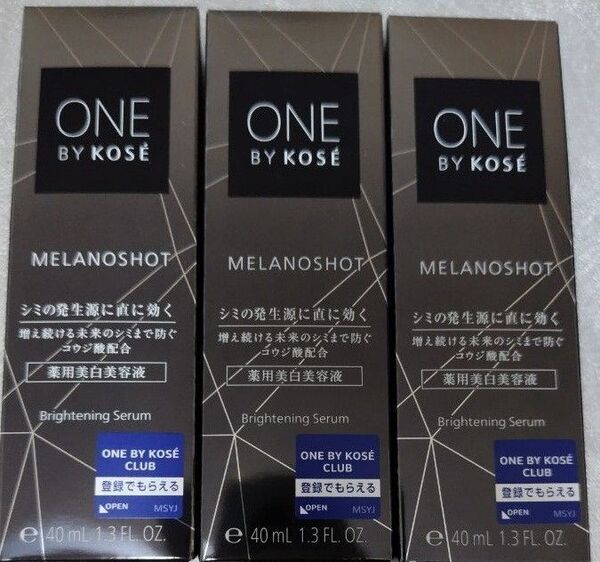 ONE
BY KOSÉ
MELANOSHOT
シミの発生源に直に効く
増え続ける未来のシミまで防ぐ
コウジ酸配合
薬用美白美容液
Brightening Serum
ONE BY KOSÉ
CLUB
登録でもらえる
OPEN MSYJ
℮ 40 mL 1.3 FL. OZ.
ONE
BY KOSÉ
MELANOSHOT
シミの発生源に直に効く
増え続ける未来のシミまで防ぐ
コウジ酸配合
薬用美白美容液
Brightening Serum
ONE BY KOSÉ
CLUB
登録でもらえる
OPEN MSYJ
℮ 40 mL 1.3 FL. OZ.
ONE
BY KOSÉ
MELANOSHOT
シミの発生源に直に効く
増え続ける未来のシミまで防ぐ
コウジ酸配合
薬用美白美容液
Brightening Serum
ONE BY KOSÉ
CLUB
登録でもらえる
OPEN MSYJ
℮ 40 mL 1.3 FL. OZ.